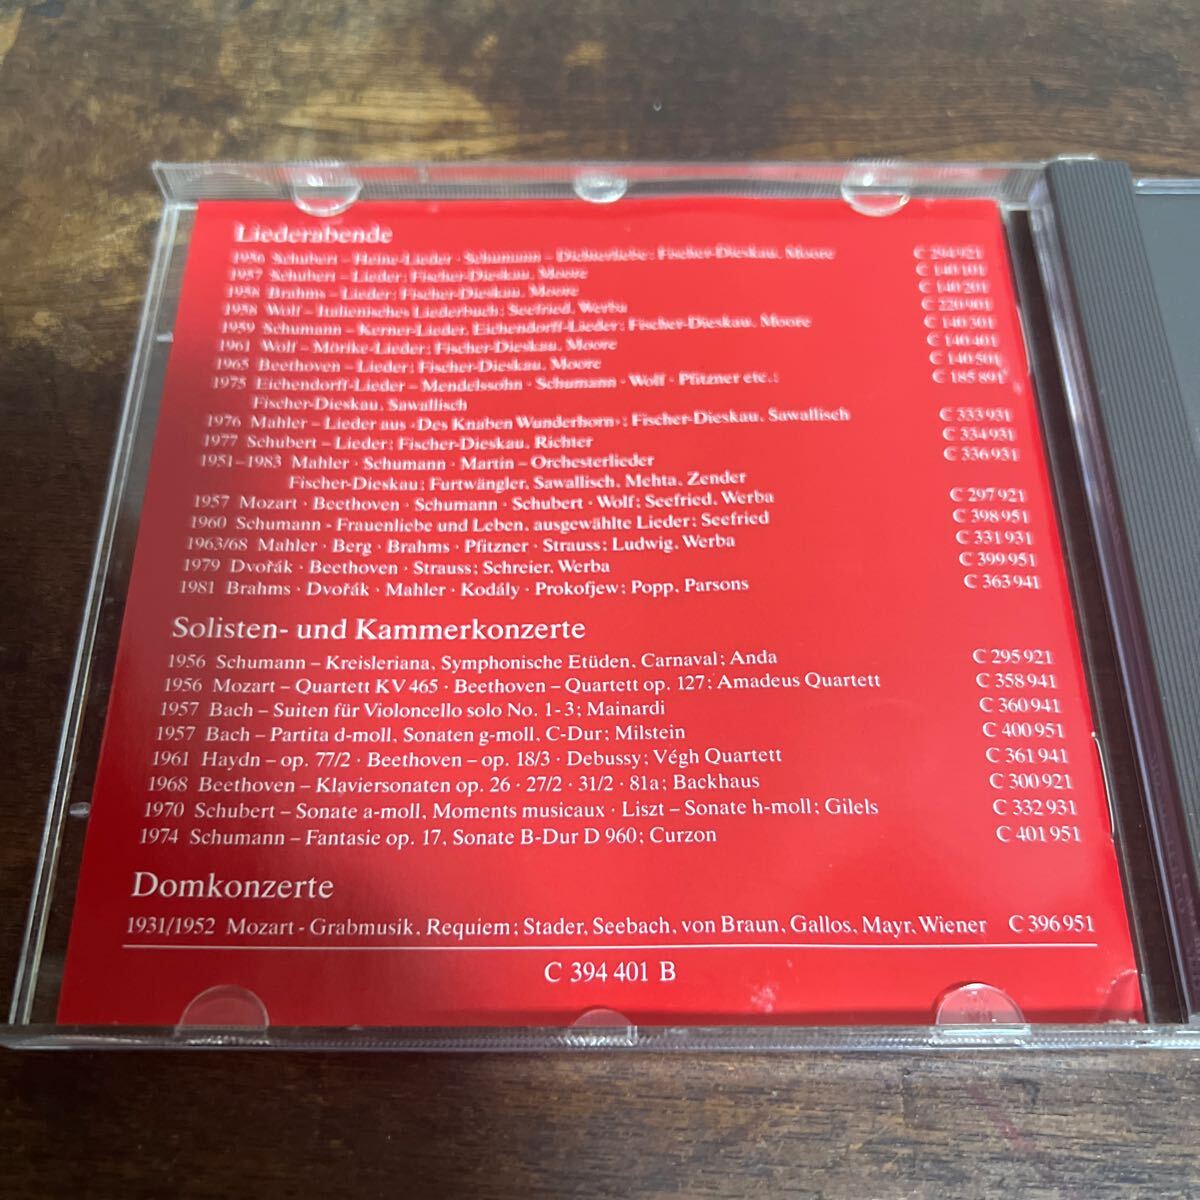 Liederabende
1956 Schubert – Heine-Lieder · Schumann – Dichterliebe; Fischer-Dieskau, Moore C 294 921
1957 Schubert – Lieder; Fischer-Dieskau, Moore C 140 101
1958 Brahms – Lieder; Fischer-Dieskau, Moore C 140 201
1958 Wolf – Italienisches Liederbuch; Seefried, Werba C 220 901
1959 Schumann – Kerner-Lieder, Eichendorff-Lieder; Fischer-Dieskau, Moore C 140 301
1961 Wolf – Mörike-Lieder; Fischer-Dieskau, Moore C 140 401
1965 Beethoven – Lieder; Fischer-Dieskau, Moore C 140 501
1975 Eichendorff-Lieder – Mendelssohn · Schumann · Wolf · Pfitzner etc.; C 185 891
Fischer-Dieskau, Sawallisch
1976 Mahler – Lieder aus »Des Knaben Wunderhorn«; Fischer-Dieskau, Sawallisch C 333 931
1977 Schubert – Lieder; Fischer-Dieskau, Richter C 334 931
1951–1983 Mahler · Schumann · Martin – Orchesterlieder C 336 931
Fischer-Dieskau; Furtwängler, Sawallisch, Mehta, Zender
1957 Mozart · Beethoven · Schumann · Schubert · Wolf; Seefried, Werba C 297 921
1960 Schumann - Frauenliebe und Leben, ausgewählte Lieder; Seefried C 398 951
1963/68 Mahler · Berg · Brahms · Pfitzner · Strauss; Ludwig, Werba C 331 931
1979 Dvořák · Beethoven · Strauss; Schreier, Werba C 399 951
1981 Brahms · Dvořák · Mahler · Kodály · Prokofjew; Popp, Parsons C 363 941
Solisten- und Kammerkonzerte
1956 Schumann – Kreisleriana, Symphonische Etüden, Carnaval; Anda C 295 921
1956 Mozart – Quartett KV 465 · Beethoven – Quartett op. 127; Amadeus Quartett C 358 941
1957 Bach – Suiten für Violoncello solo No. 1-3; Mainardi C 360 941
1957 Bach – Partita d-moll, Sonaten g-moll, C-Dur; Milstein C 400 951
1961 Haydn – op. 77/2 · Beethoven – op. 18/3 · Debussy; Végh Quartett C 361 941
1968 Beethoven – Klaviersonaten op. 26 · 27/2 · 31/2 · 81a; Backhaus C 300 921
1970 Schubert – Sonate a-moll, Moments musicaux · Liszt – Sonate h-moll; Gilels C 332 931
1974 Schumann – Fantasie op. 17, Sonate B-Dur D 960; Curzon C 401 951
Domkonzerte
1931/1952 Mozart - Grabmusik, Requiem; Stader, Seebach, von Braun, Gallos, Mayr, Wiener C 396 951
C 394 401 B